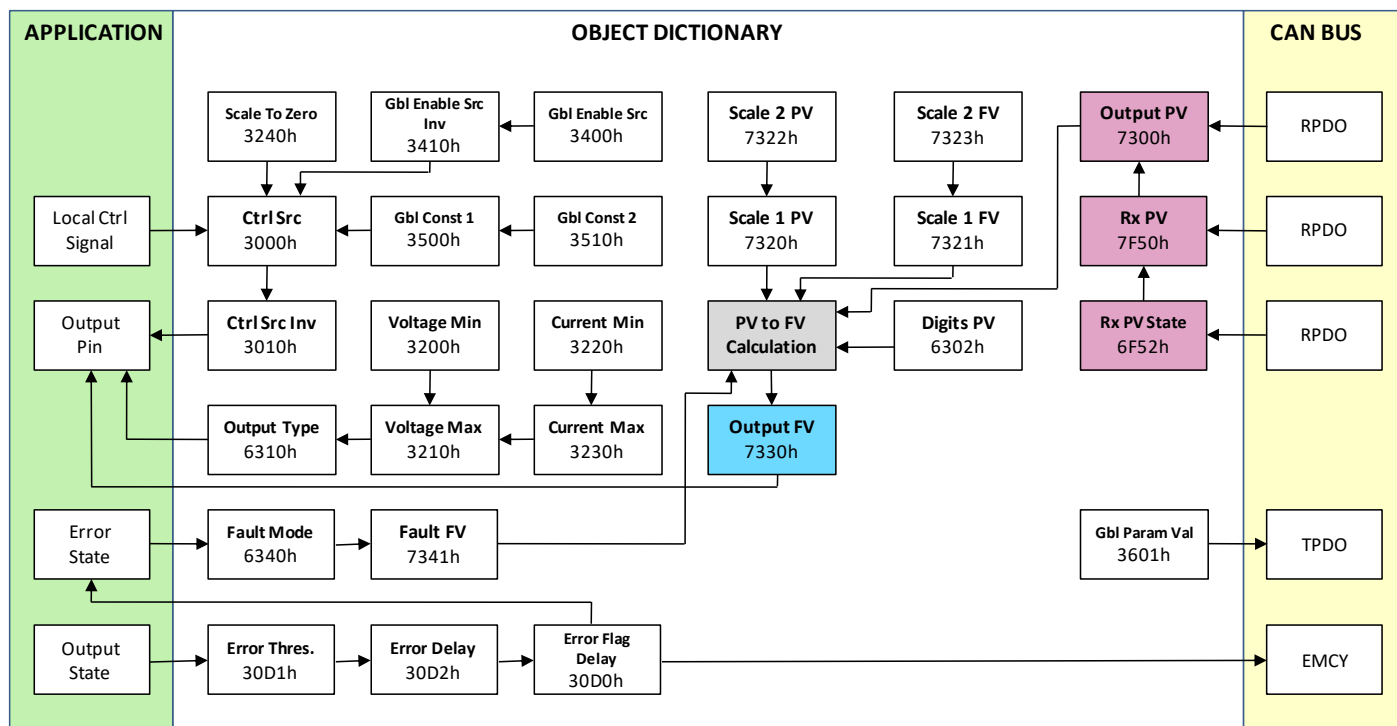 APPLICATION
OBJECT DICTIONARY
CAN BUS
Scale To Zero
3240h
Gbl Enable Src
Inv
3410h
Gbl Enable Src
3400h
Scale 2 PV
7322h
Scale 2 FV
7323h
Output PV
7300h
RPDO
Local Ctrl
Signal
Ctrl Src
3000h
Gbl Const 1
3500h
Gbl Const 2
3510h
Scale 1 PV
7320h
Scale 1 FV
7321h
Rx PV
7F50h
RPDO
Output
Pin
Ctrl Src Inv
3010h
Voltage Min
3200h
Current Min
3220h
PV to FV
Calculation
Digits PV
6302h
Rx PV State
6F52h
RPDO
Output Type
6310h
Voltage Max
3210h
Current Max
3230h
Output FV
7330h
Error
State
Fault Mode
6340h
Fault FV
7341h
Gbl Param Val
3601h
TPDO
Output
State
Error Thres.
30D1h
Error Delay
30D2h
Error Flag
Delay
30D0h
EMCY